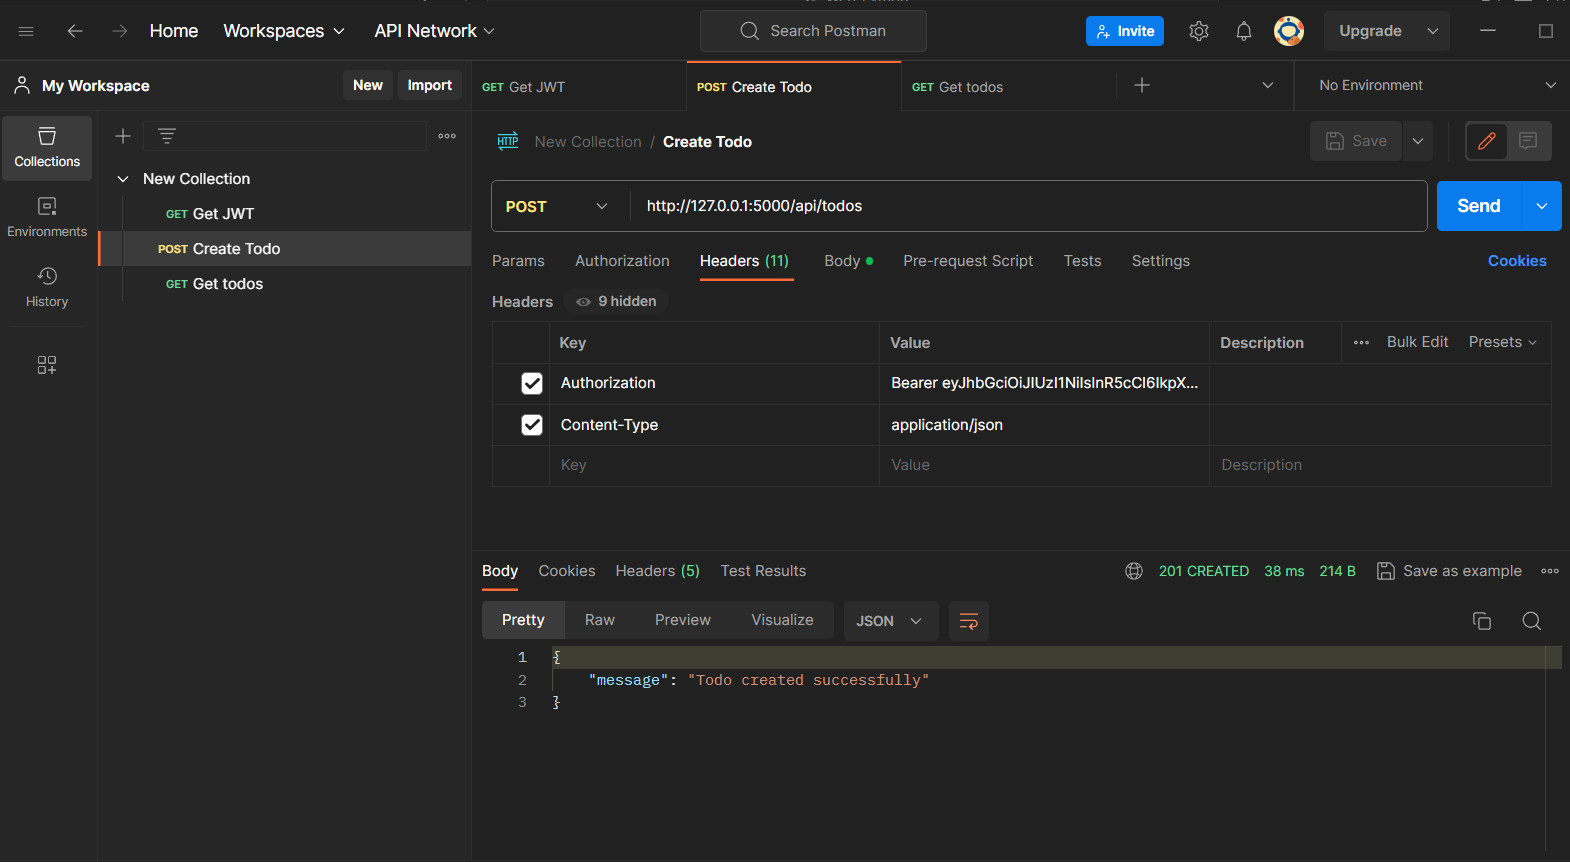 Home Workspaces API Network Search Postman Invite Upgrade
My Workspace New Import GET Get JWT POST Create Todo GET Get todos No Environment
Collections
Environments
History
New Collection
GET Get JWT
POST Create Todo
GET Get todos
HTTP New Collection / Create Todo Save
POST http://127.0.0.1:5000/api/todos Send
Params Authorization Headers (11) Body Pre-request Script Tests Settings Cookies
Headers 9 hidden
Key Value Description Bulk Edit Presets
Authorization Bearer eyJhbGciOiJIUzI1NiIsInR5cCI6IkpX...
Content-Type application/json
Key Value Description
Body Cookies Headers (5) Test Results 201 CREATED 38 ms 214 B Save as example
Pretty Raw Preview Visualize JSON
1 {
2 "message": "Todo created successfully"
3 }